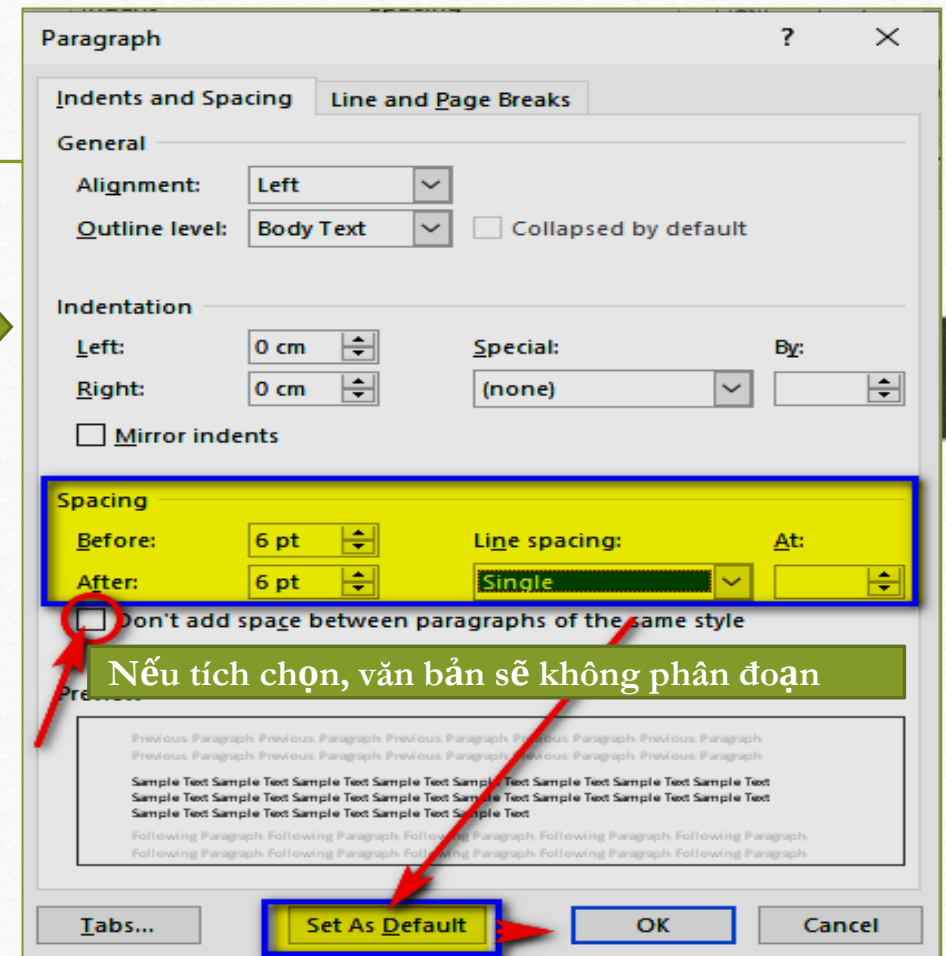 Paragraph ? ×
Indents and Spacing Line and Page Breaks
General
Alignment: Left
Outline level: Body Text Collapsed by default
Indentation
Left: 0 cm Special: By:
Right: 0 cm (none)
Mirror indents
Spacing
Before: 6 pt Line spacing: At:
After: 6 pt Single
Don't add space between paragraphs of the same style
Nếu tích chọn, văn bản sẽ không phân đoạn
Previous Paragraph Previous Paragraph Previous Paragraph Previous Paragraph Previous Paragraph
Previous Paragraph Previous Paragraph Previous Paragraph Previous Paragraph Previous Paragraph
Sample Text Sample Text Sample Text Sample Text Sample Text Sample Text Sample Text Sample Text Sample Text
Sample Text Sample Text Sample Text Sample Text Sample Text Sample Text Sample Text Sample Text Sample Text
Sample Text Sample Text Sample Text Sample Text Sample Text Sample Text
Following Paragraph Following Paragraph Following Paragraph Following Paragraph Following Paragraph
Following Paragraph Following Paragraph Following Paragraph Following Paragraph Following Paragraph
Tabs... Set As Default OK Cancel